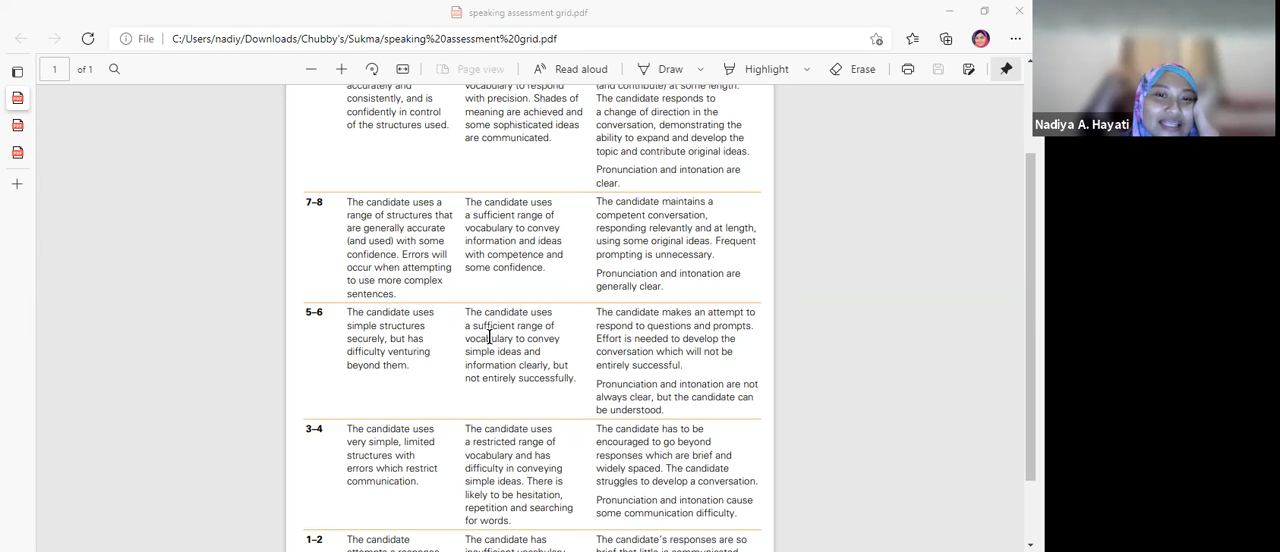 speaking assessment grid.pdf
File
C:/Users/nadiy/Downloads/Chubby's/Sukma/speaking%20assessment%20grid.pdf
1 of 1
Page view
Read aloud
Draw
Highlight
Erase
Nadiya A. Hayati
accurately and
consistently, and is
confidently in control
of the structures used.
vocabulary to respond
with precision. Shades of
meaning are achieved and
some sophisticated ideas
are communicated.
(and contribute) at some length.
The candidate responds to
a change of direction in the
conversation, demonstrating the
ability to expand and develop the
topic and contribute original ideas.
Pronunciation and intonation are
clear.
7–8
The candidate uses a
range of structures that
are generally accurate
(and used) with some
confidence. Errors will
occur when attempting
to use more complex
sentences.
The candidate uses
a sufficient range of
vocabulary to convey
information and ideas
with competence and
some confidence.
The candidate maintains a
competent conversation,
responding relevantly and at length,
using some original ideas. Frequent
prompting is unnecessary.
Pronunciation and intonation are
generally clear.
5–6
The candidate uses
simple structures
securely, but has
difficulty venturing
beyond them.
The candidate uses
a sufficient range of
vocabulary to convey
simple ideas and
information clearly, but
not entirely successfully.
The candidate makes an attempt to
respond to questions and prompts.
Effort is needed to develop the
conversation which will not be
entirely successful.
Pronunciation and intonation are not
always clear, but the candidate can
be understood.
3–4
The candidate uses
very simple, limited
structures with
errors which restrict
communication.
The candidate uses
a restricted range of
vocabulary and has
difficulty in conveying
simple ideas. There is
likely to be hesitation,
repetition and searching
for words.
The candidate has to be
encouraged to go beyond
responses which are brief and
widely spaced. The candidate
struggles to develop a conversation.
Pronunciation and intonation cause
some communication difficulty.
1–2
The candidate
attempts a response
The candidate has
insufficient vocabulary
The candidate's responses are so
brief that little is communicated